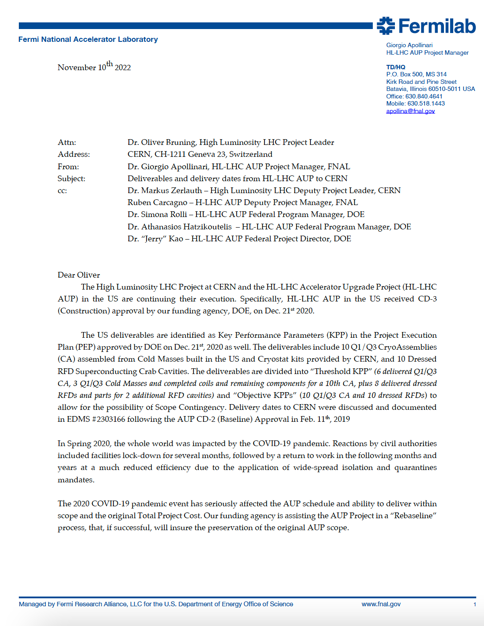 Fermilab
Fermi National Accelerator Laboratory
Giorgio Apollinari
HL-LHC AUP Project Manager
TD/HQ
P.O. Box 500, MS 314
Kirk Road and Pine Street
Batavia, Illinois 60510-5011 USA
Office: 630.840.4641
Mobile: 630.518.1443
apollina@fnal.gov
November 10th 2022
Attn: Dr. Oliver Bruning, High Luminosity LHC Project Leader
Address: CERN, CH-1211 Geneva 23, Switzerland
From: Dr. Giorgio Apollinari, HL-LHC AUP Project Manager, FNAL
Subject: Deliverables and delivery dates from HL-LHC AUP to CERN
cc: Dr. Markus Zerlauth – High Luminosity LHC Deputy Project Leader, CERN
Ruben Carcagno – H-LHC AUP Deputy Project Manager, FNAL
Dr. Simona Rolli – HL-LHC AUP Federal Program Manager, DOE
Dr. Athanasios Hatzikoutelis – HL-LHC AUP Federal Program Manager, DOE
Dr. "Jerry" Kao – HL-LHC AUP Federal Project Director, DOE
Dear Oliver
The High Luminosity LHC Project at CERN and the HL-LHC Accelerator Upgrade Project (HL-LHC
AUP) in the US are continuing their execution. Specifically, HL-LHC AUP in the US received CD-3
(Construction) approval by our funding agency, DOE, on Dec. 21st 2020.
The US deliverables are identified as Key Performance Parameters (KPP) in the Project Execution
Plan (PEP) approved by DOE on Dec. 21st, 2020 as well. The deliverables include 10 Q1/Q3 CryoAssemblies
(CA) assembled from Cold Masses built in the US and Cryostat kits provided by CERN, and 10 Dressed
RFD Superconducting Crab Cavities. The deliverables are divided into "Threshold KPP" (6 delivered Q1/Q3
CA, 3 Q1/Q3 Cold Masses and completed coils and remaining components for a 10th CA, plus 8 delivered dressed
RFDs and parts for 2 additional RFD cavities) and "Objective KPPs" (10 Q1/Q3 CA and 10 dressed RFDs) to
allow for the possibility of Scope Contingency. Delivery dates to CERN were discussed and documented
in EDMS #2303166 following the AUP CD-2 (Baseline) Approval in Feb. 11th, 2019
In Spring 2020, the whole world was impacted by the COVID-19 pandemic. Reactions by civil authorities
included facilities lock-down for several months, followed by a return to work in the following months and
years at a much reduced efficiency due to the application of wide-spread isolation and quarantines
mandates.
The 2020 COVID-19 pandemic event has seriously affected the AUP schedule and ability to deliver within
scope and the original Total Project Cost. Our funding agency is assisting the AUP Project in a "Rebaseline"
process, that, if successful, will insure the preservation of the original AUP scope.
Managed by Fermi Research Alliance, LLC for the U.S. Department of Energy Office of Science www.fnal.gov 1